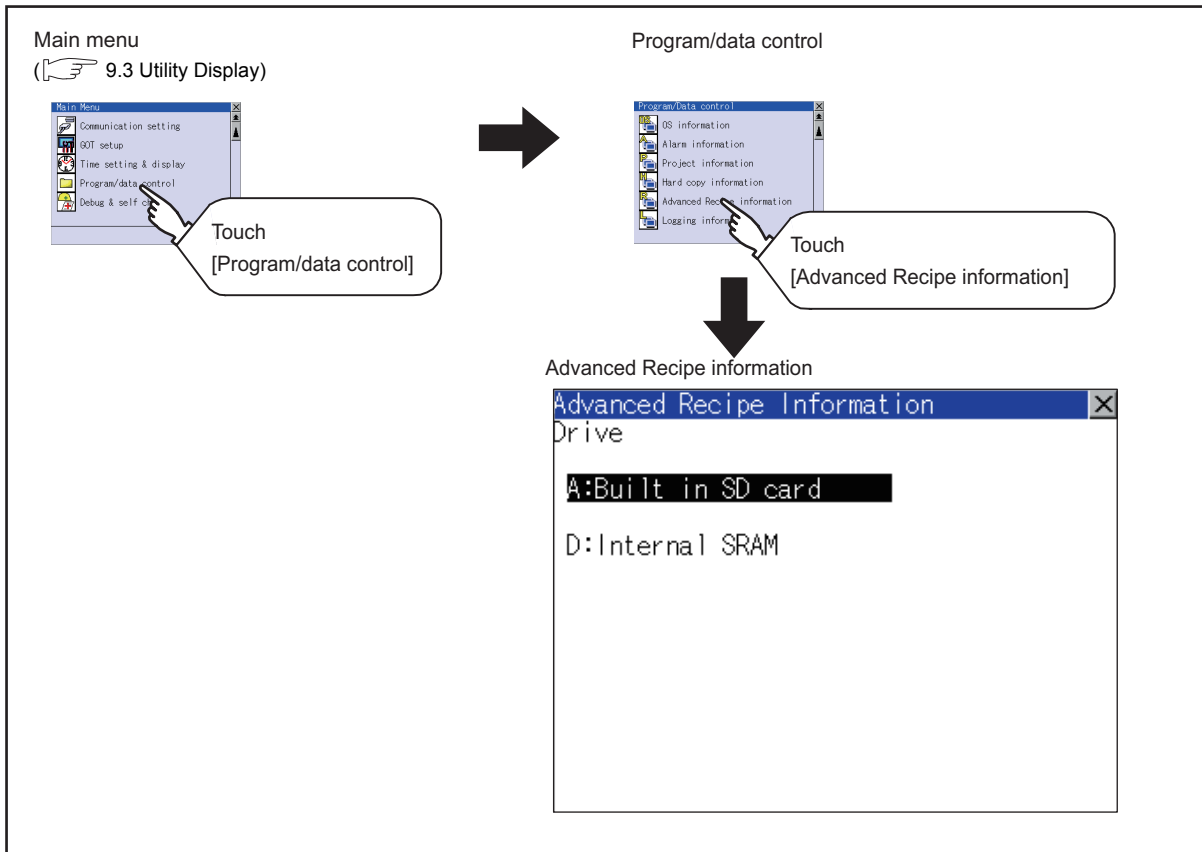 Main menu
( 9.3 Utility Display)
Main Menu
Communication setting
GOT setup
Time setting & display
Program/data control
Debug & self ch
Touch
[Program/data control]
Program/data control
Program/Data control
OS information
Alarm information
Project information
Hard copy information
Advanced Recipe information
Logging inform
Touch
[Advanced Recipe information]
Advanced Recipe information
Advanced Recipe Information
Drive
A:Built in SD card
D:Internal SRAM